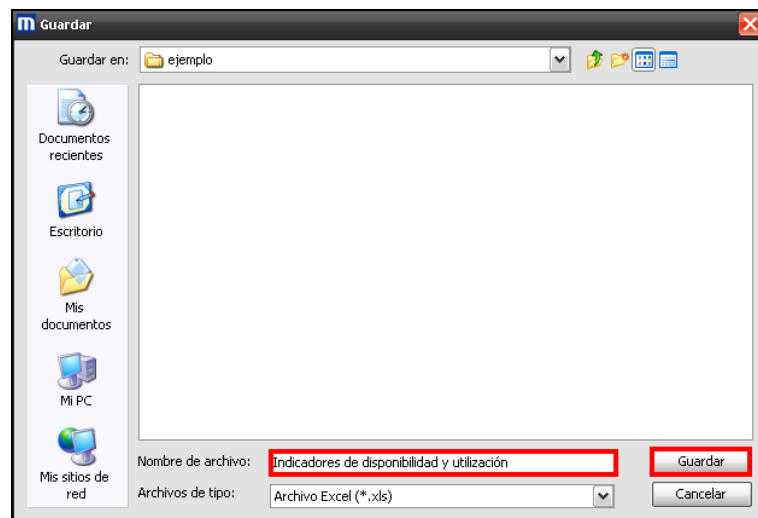 m Guardar
Guardar en:
ejemplo
Documentos
recientes
Escritorio
Mis
documentos
Mi PC
Mis sitios de
red
Nombre de archivo:
Indicadores de disponibilidad y utilización
Guardar
Archivos de tipo:
Archivo Excel (*.xls)
Cancelar